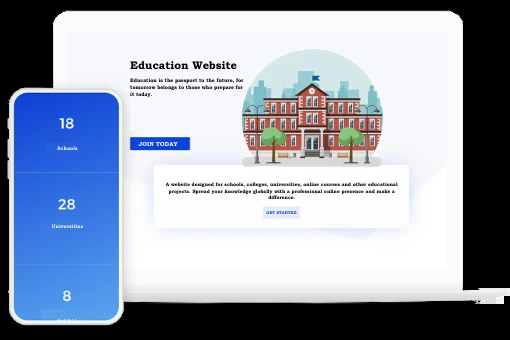 Education Website
Education is the passport to the future, for
tomorrow belongs to those who prepare for
it today.
JOIN TODAY
A website designed for schools, colleges, universities, online courses and other educational
projects. Spread your knowledge globally with a professional online presence and make a
difference.
GET STARTED
18
Schools
28
Universities
8